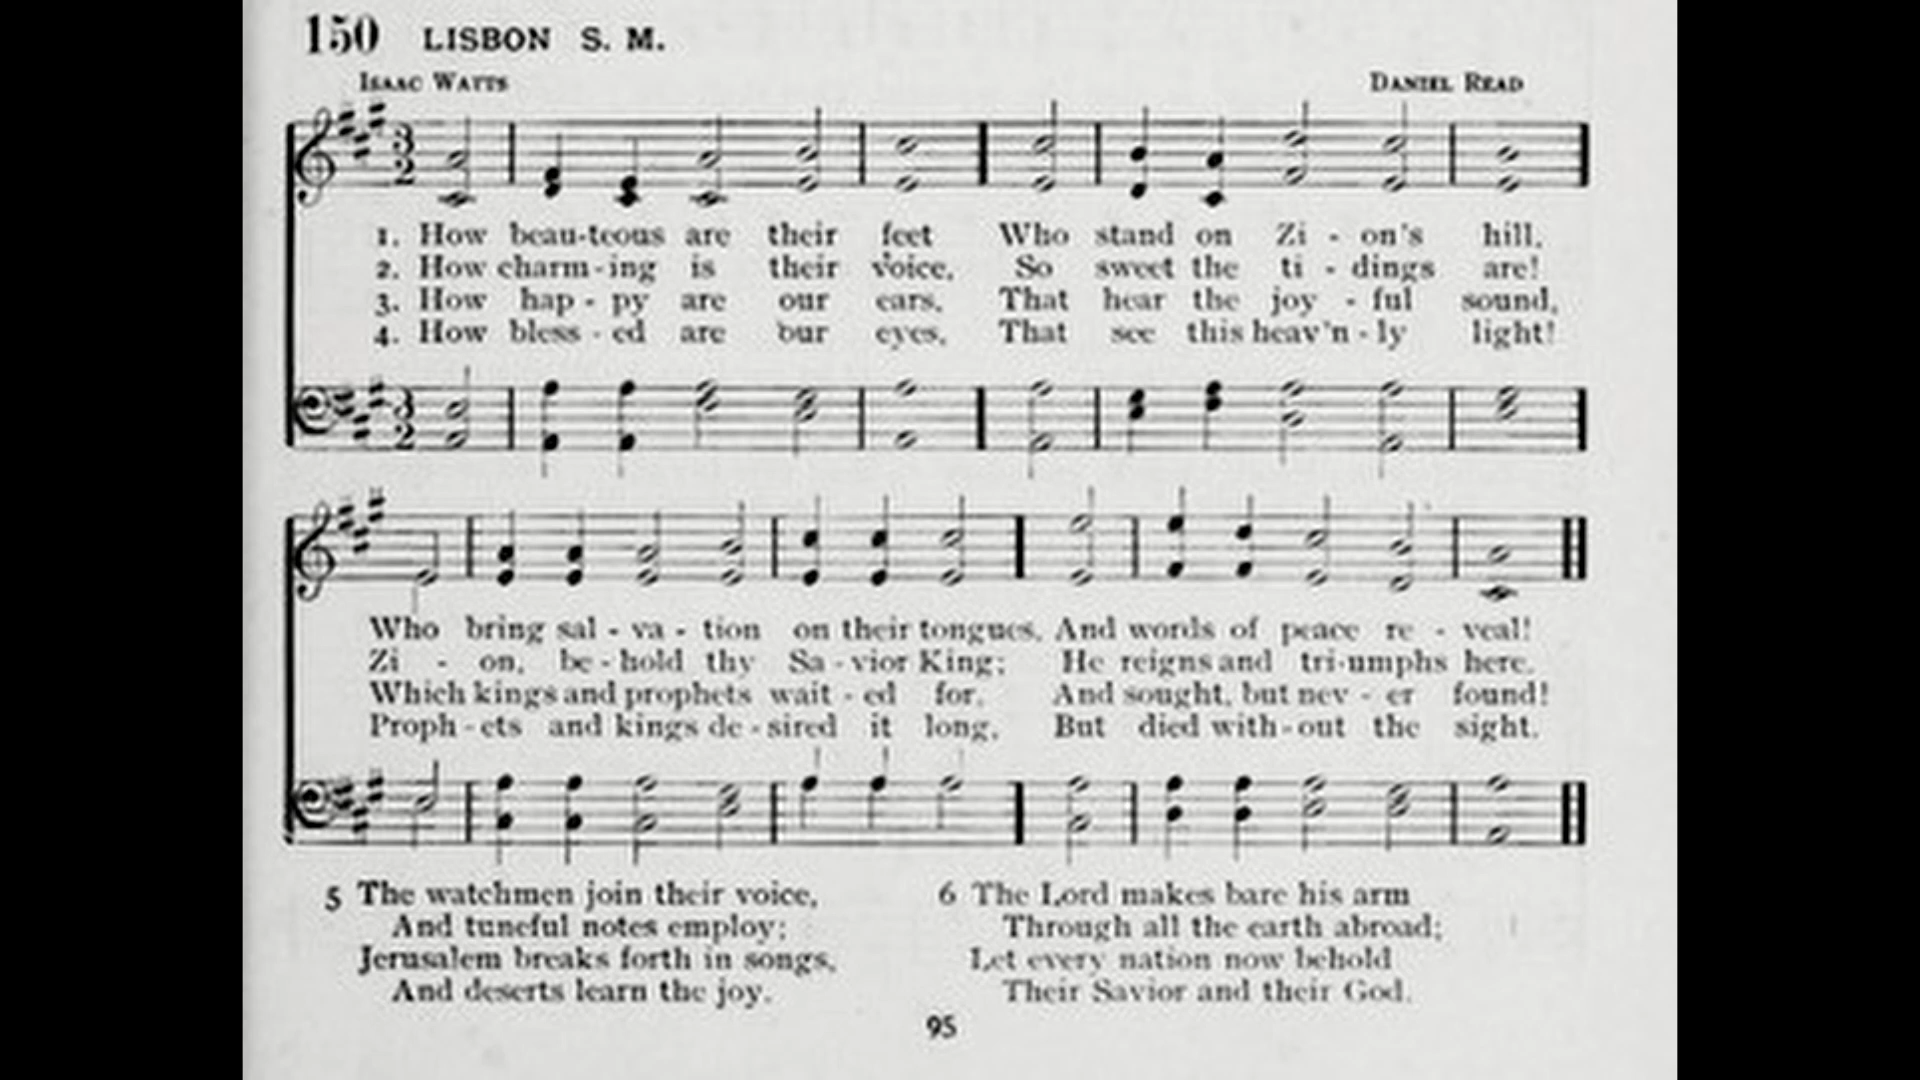 150 LISBON S. M.
ISAAC WATTS DANIEL READ
3 2
1. How beau-teous are their feet Who stand on Zi - on's hill,
2. How charm-ing is their voice, So sweet the ti - dings are!
3. How hap - py are our ears, That hear the joy - ful sound,
4. How bless - ed are our eyes, That see this heav'n - ly light!
3 2
Who bring sal - va - tion on their tongues, And words of peace re - veal!
Zi - on, be - hold thy Sa - vior King; He reigns and tri-umphs here.
Which kings and prophets wait - ed for, And sought, but nev - er found!
Proph - ets and kings de - sired it long, But died with-out the sight.
5 The watchmen join their voice,
And tuneful notes employ;
Jerusalem breaks forth in songs,
And deserts learn the joy.
6 The Lord makes bare his arm
Through all the earth abroad;
Let every nation now behold
Their Savior and their God.
95